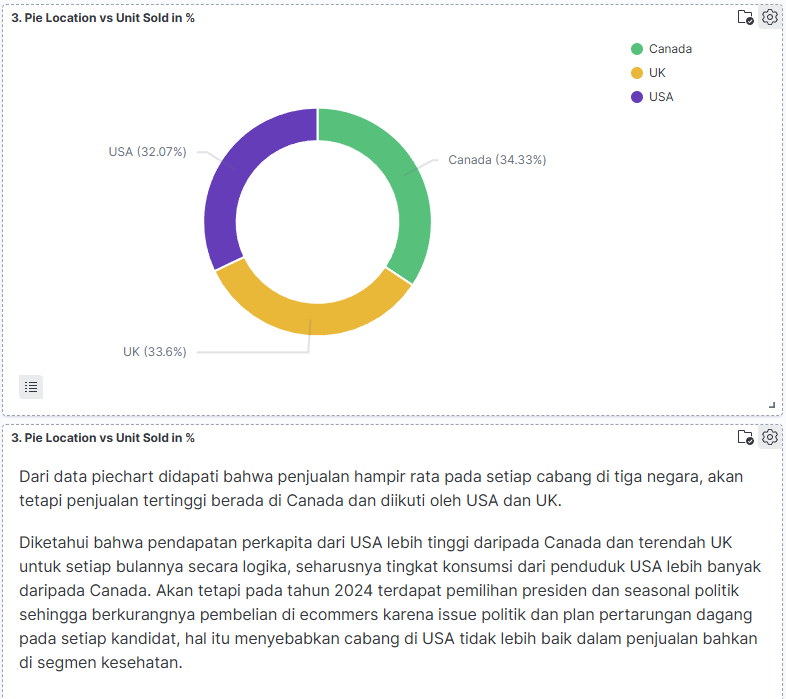 3. Pie Location vs Unit Sold in %
Canada
UK
USA
USA (32.07%)
Canada (34.33%)
UK (33.6%)
3. Pie Location vs Unit Sold in %
Dari data piechart didapati bahwa penjualan hampir rata pada setiap cabang di tiga negara, akan
tetapi penjualan tertinggi berada di Canada dan diikuti oleh USA dan UK.
Diketahui bahwa pendapatan perkapita dari USA lebih tinggi daripada Canada dan terendah UK
untuk setiap bulannya secara logika, seharusnya tingkat konsumsi dari penduduk USA lebih banyak
daripada Canada. Akan tetapi pada tahun 2024 terdapat pemilihan presiden dan seasonal politik
sehingga berkurangnya pembelian di ecommers karena issue politik dan plan pertarungan dagang
pada setiap kandidat, hal itu menyebabkan cabang di USA tidak lebih baik dalam penjualan bahkan
di segmen kesehatan.